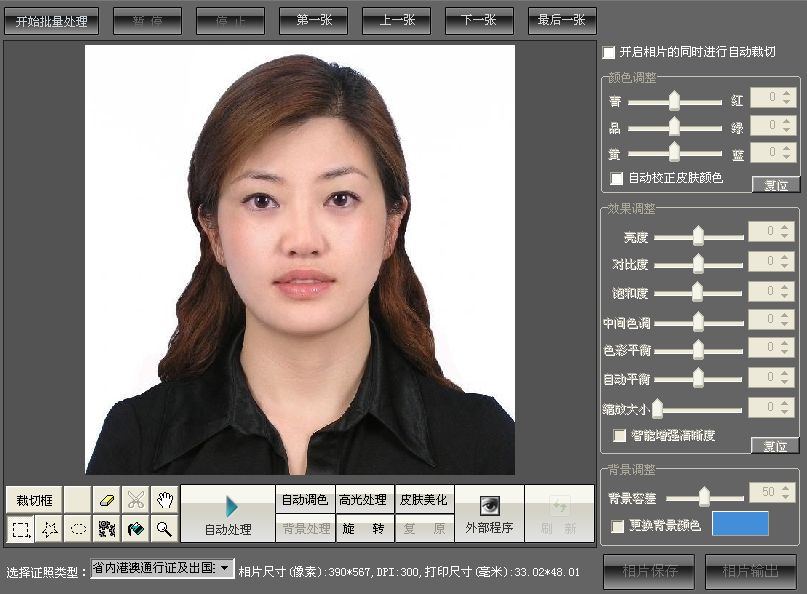 开始批量处理 暂 停 停 止 第一张 上一张 下一张 最后一张
开启相片的同时进行自动裁切
颜色调整
青 红 0
品 绿 0
黄 蓝 0
自动校正皮肤颜色
复位
效果调整
亮度 0
对比度 0
饱和度 0
中间色调 0
色彩平衡 0
自动平衡 0
缩放大小 0
智能增强清晰度
复位
背景调整
背景容差 50
更换背景颜色
裁切框
自动处理
自动调色 高光处理 皮肤美化
背景处理 旋 转 复 原
外部程序
刷 新
选择证照类型: 省内港澳通行证及出国 相片尺寸(像素):390*567,DPI:300,打印尺寸(毫米):33.02*48.01
相片保存 相片输出